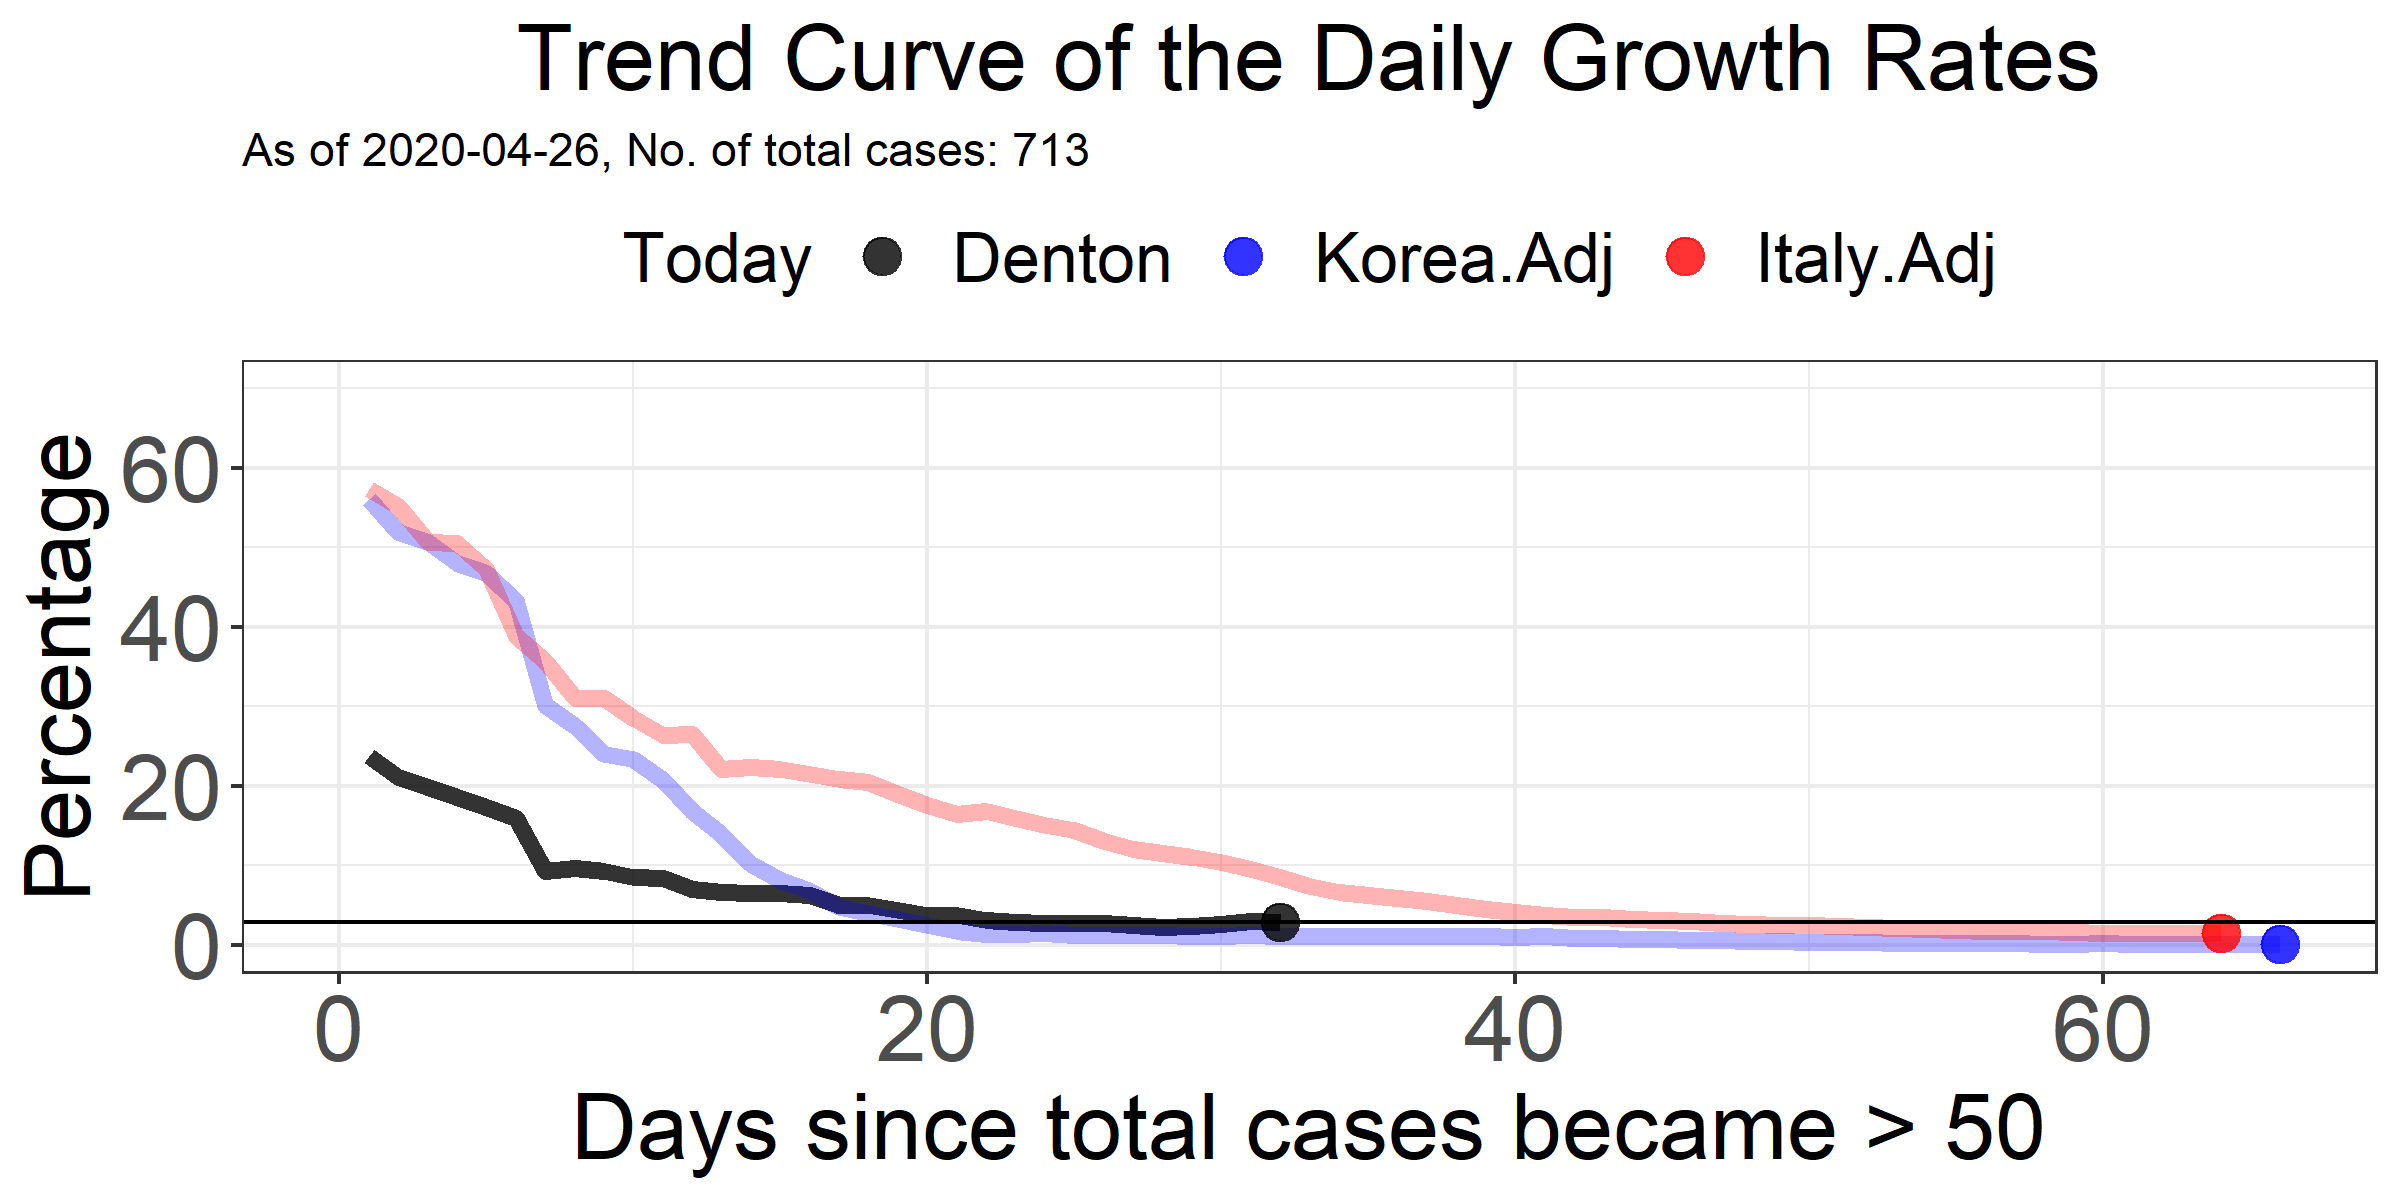 Trend Curve of the Daily Growth Rates
As of 2020-04-26, No. of total cases: 713
Today Denton Korea.Adj Italy.Adj
Percentage
60
40
20
0
0 20 40 60
Days since total cases became > 50